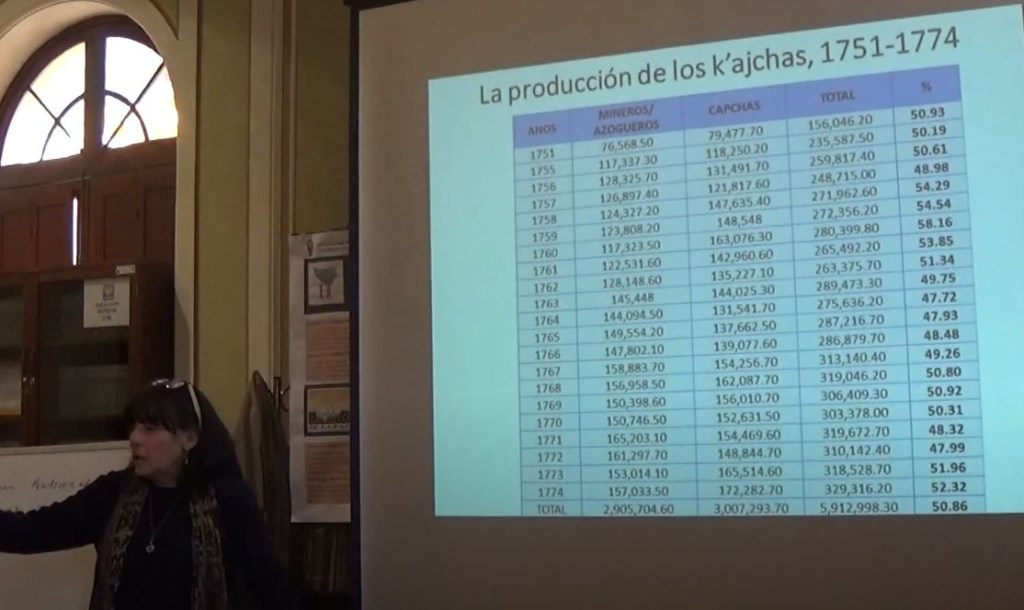 La producción de los k'ajchas, 1751-1774
ANOS MINEROS/ AZOGUEROS CAPCHAS TOTAL %
1751 76,568.50 79,477.70 156,046.20 50.93
1755 117,337.30 118,250.20 235,587.50 50.19
1756 128,325.70 131,491.70 259,817.40 50.61
1757 126,897.40 121,817.60 248,715.00 48.98
1758 124,327.20 147,635.40 271,962.60 54.29
1759 123,808.20 148,548 272,356.20 54.54
1760 117,323.50 163,076.30 280,399.80 58.16
1761 122,531.60 142,960.60 265,492.20 53.85
1762 128,148.60 135,227.10 263,375.70 51.34
1763 145,448 144,025.30 289,473.30 49.75
1764 144,094.50 131,541.70 275,636.20 47.72
1765 149,554.20 137,662.50 287,216.70 47.93
1766 147,802.10 139,077.60 286,879.70 48.48
1767 158,883.70 154,256.70 313,140.40 49.26
1768 156,958.50 162,087.70 319,046.20 50.80
1769 150,398.60 156,010.70 306,409.30 50.92
1770 150,746.50 152,631.50 303,378.00 50.31
1771 165,203.10 154,469.60 319,672.70 48.32
1772 161,297.70 148,844.70 310,142.40 47.99
1773 153,014.10 165,514.60 318,528.70 51.96
1774 157,033.50 172,282.70 329,316.20 52.32
TOTAL 2,905,704.60 3,007,293.70 5,912,998.30 50.86